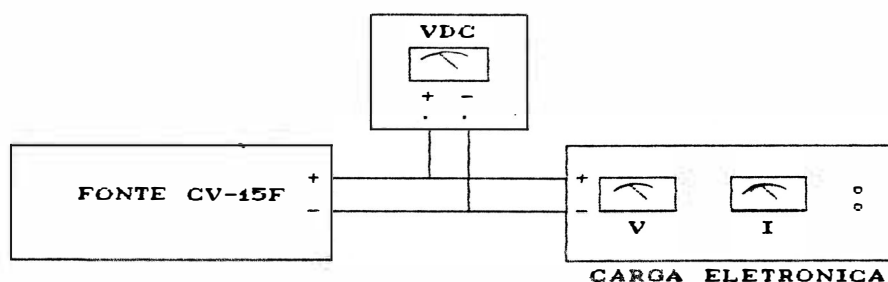 VDC
+ -
FONTE CV-15F
+
-
+
-
V I
CARGA ELETRONICA